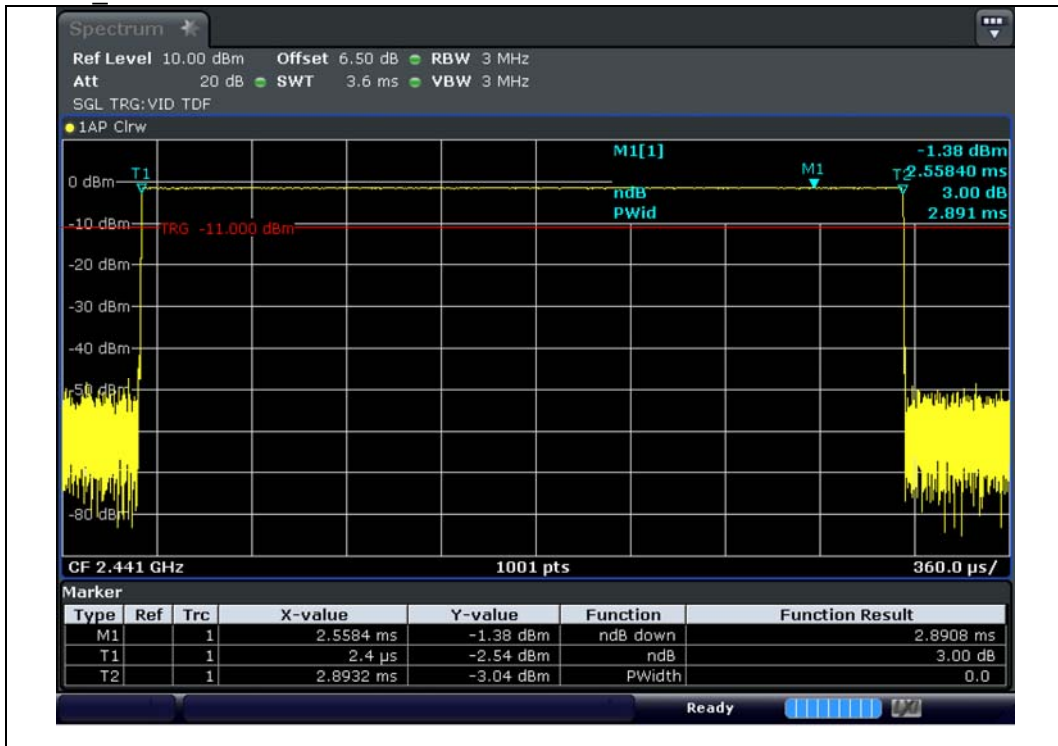 Spectrum
Ref Level 10.00 dBm Offset 6.50 dB RBW 3 MHz
Att 20 dB SWT 3.6 ms VBW 3 MHz
SGL TRG:VID TDF
1AP Clrw
M1[1] -1.38 dBm
2.55840 ms
ndB 3.00 dB
PWid 2.891 ms
T1
M1
0 dBm
-10 dBm
TRG -11.000 dBm
-20 dBm
-30 dBm
-40 dBm
-50 dBm
-80 dBm
CF 2.441 GHz 1001 pts 360.0 µs/
Marker
Type Ref Trc X-value Y-value Function Function Result
M1 1 2.5584 ms -1.38 dBm ndB down 2.8908 ms
T1 1 2.4 µs -2.54 dBm ndB 3.00 dB
T2 1 2.8932 ms -3.04 dBm PWidth 0.0
Ready